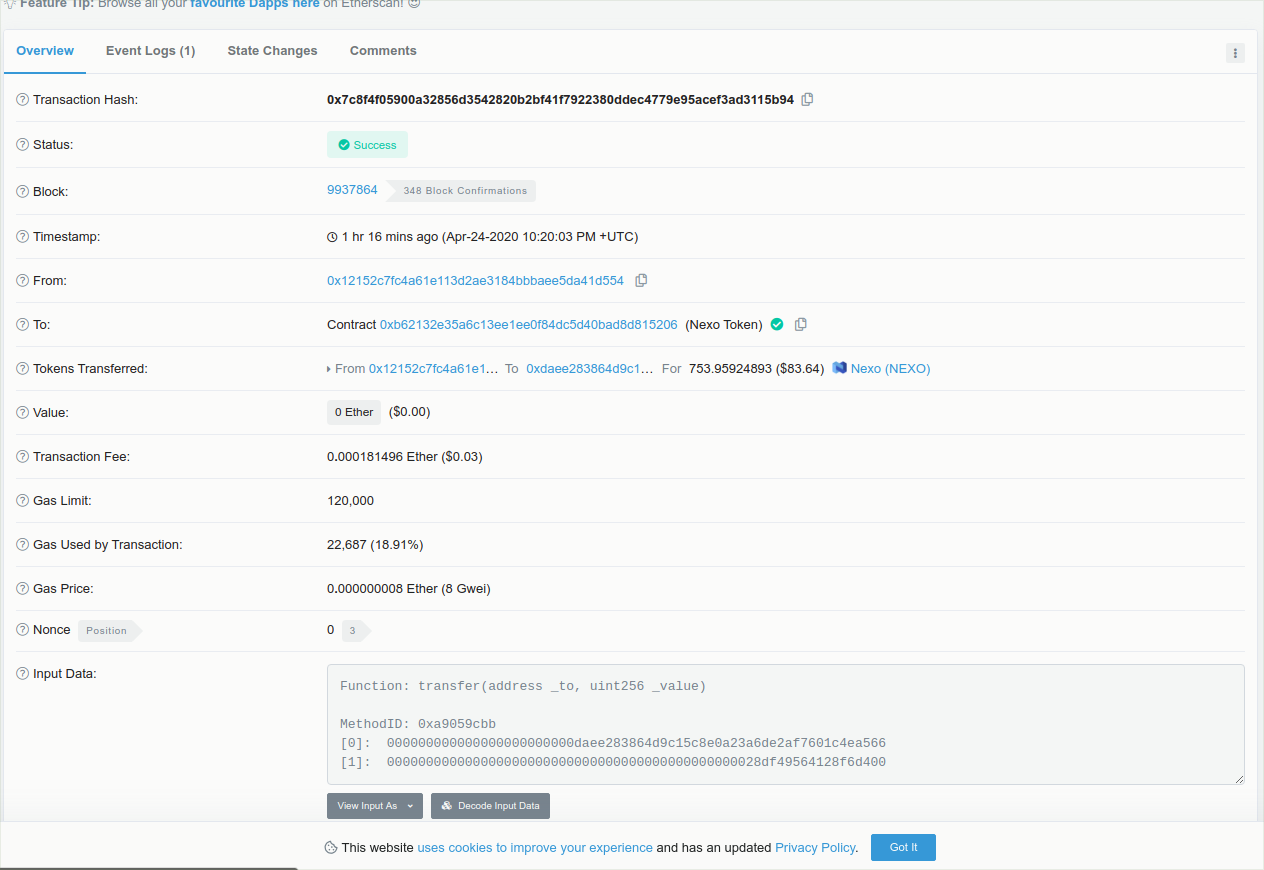 Feature Tip: Browse all your favourite Dapps here on Etherscan!
Overview Event Logs (1) State Changes Comments
Transaction Hash: 0x7c8f4f05900a32856d3542820b2bf41f7922380ddec4779e95acef3ad3115b94
Status: Success
Block: 9937864 348 Block Confirmations
Timestamp: 1 hr 16 mins ago (Apr-24-2020 10:20:03 PM +UTC)
From: 0x12152c7fc4a61e113d2ae3184bbbaee5da41d554
To: Contract 0xb62132e35a6c13ee1ee0f84dc5d40bad8d815206 (Nexo Token)
Tokens Transferred: From 0x12152c7fc4a61e1... To 0xdaee283864d9c1... For 753.95924893 ($83.64) Nexo (NEXO)
Value: 0 Ether ($0.00)
Transaction Fee: 0.000181496 Ether ($0.03)
Gas Limit: 120,000
Gas Used by Transaction: 22,687 (18.91%)
Gas Price: 0.000000008 Ether (8 Gwei)
Nonce Position 0 3
Input Data: Function: transfer(address _to, uint256 _value)
MethodID: 0xa9059cbb
[0]: 000000000000000000000000daee283864d9c15c8e0a23a6de2af7601c4ea566
[1]: 000000000000000000000000000000000000000000000028df49564128f6d400
View Input As Decode Input Data
This website uses cookies to improve your experience and has an updated Privacy Policy. Got It